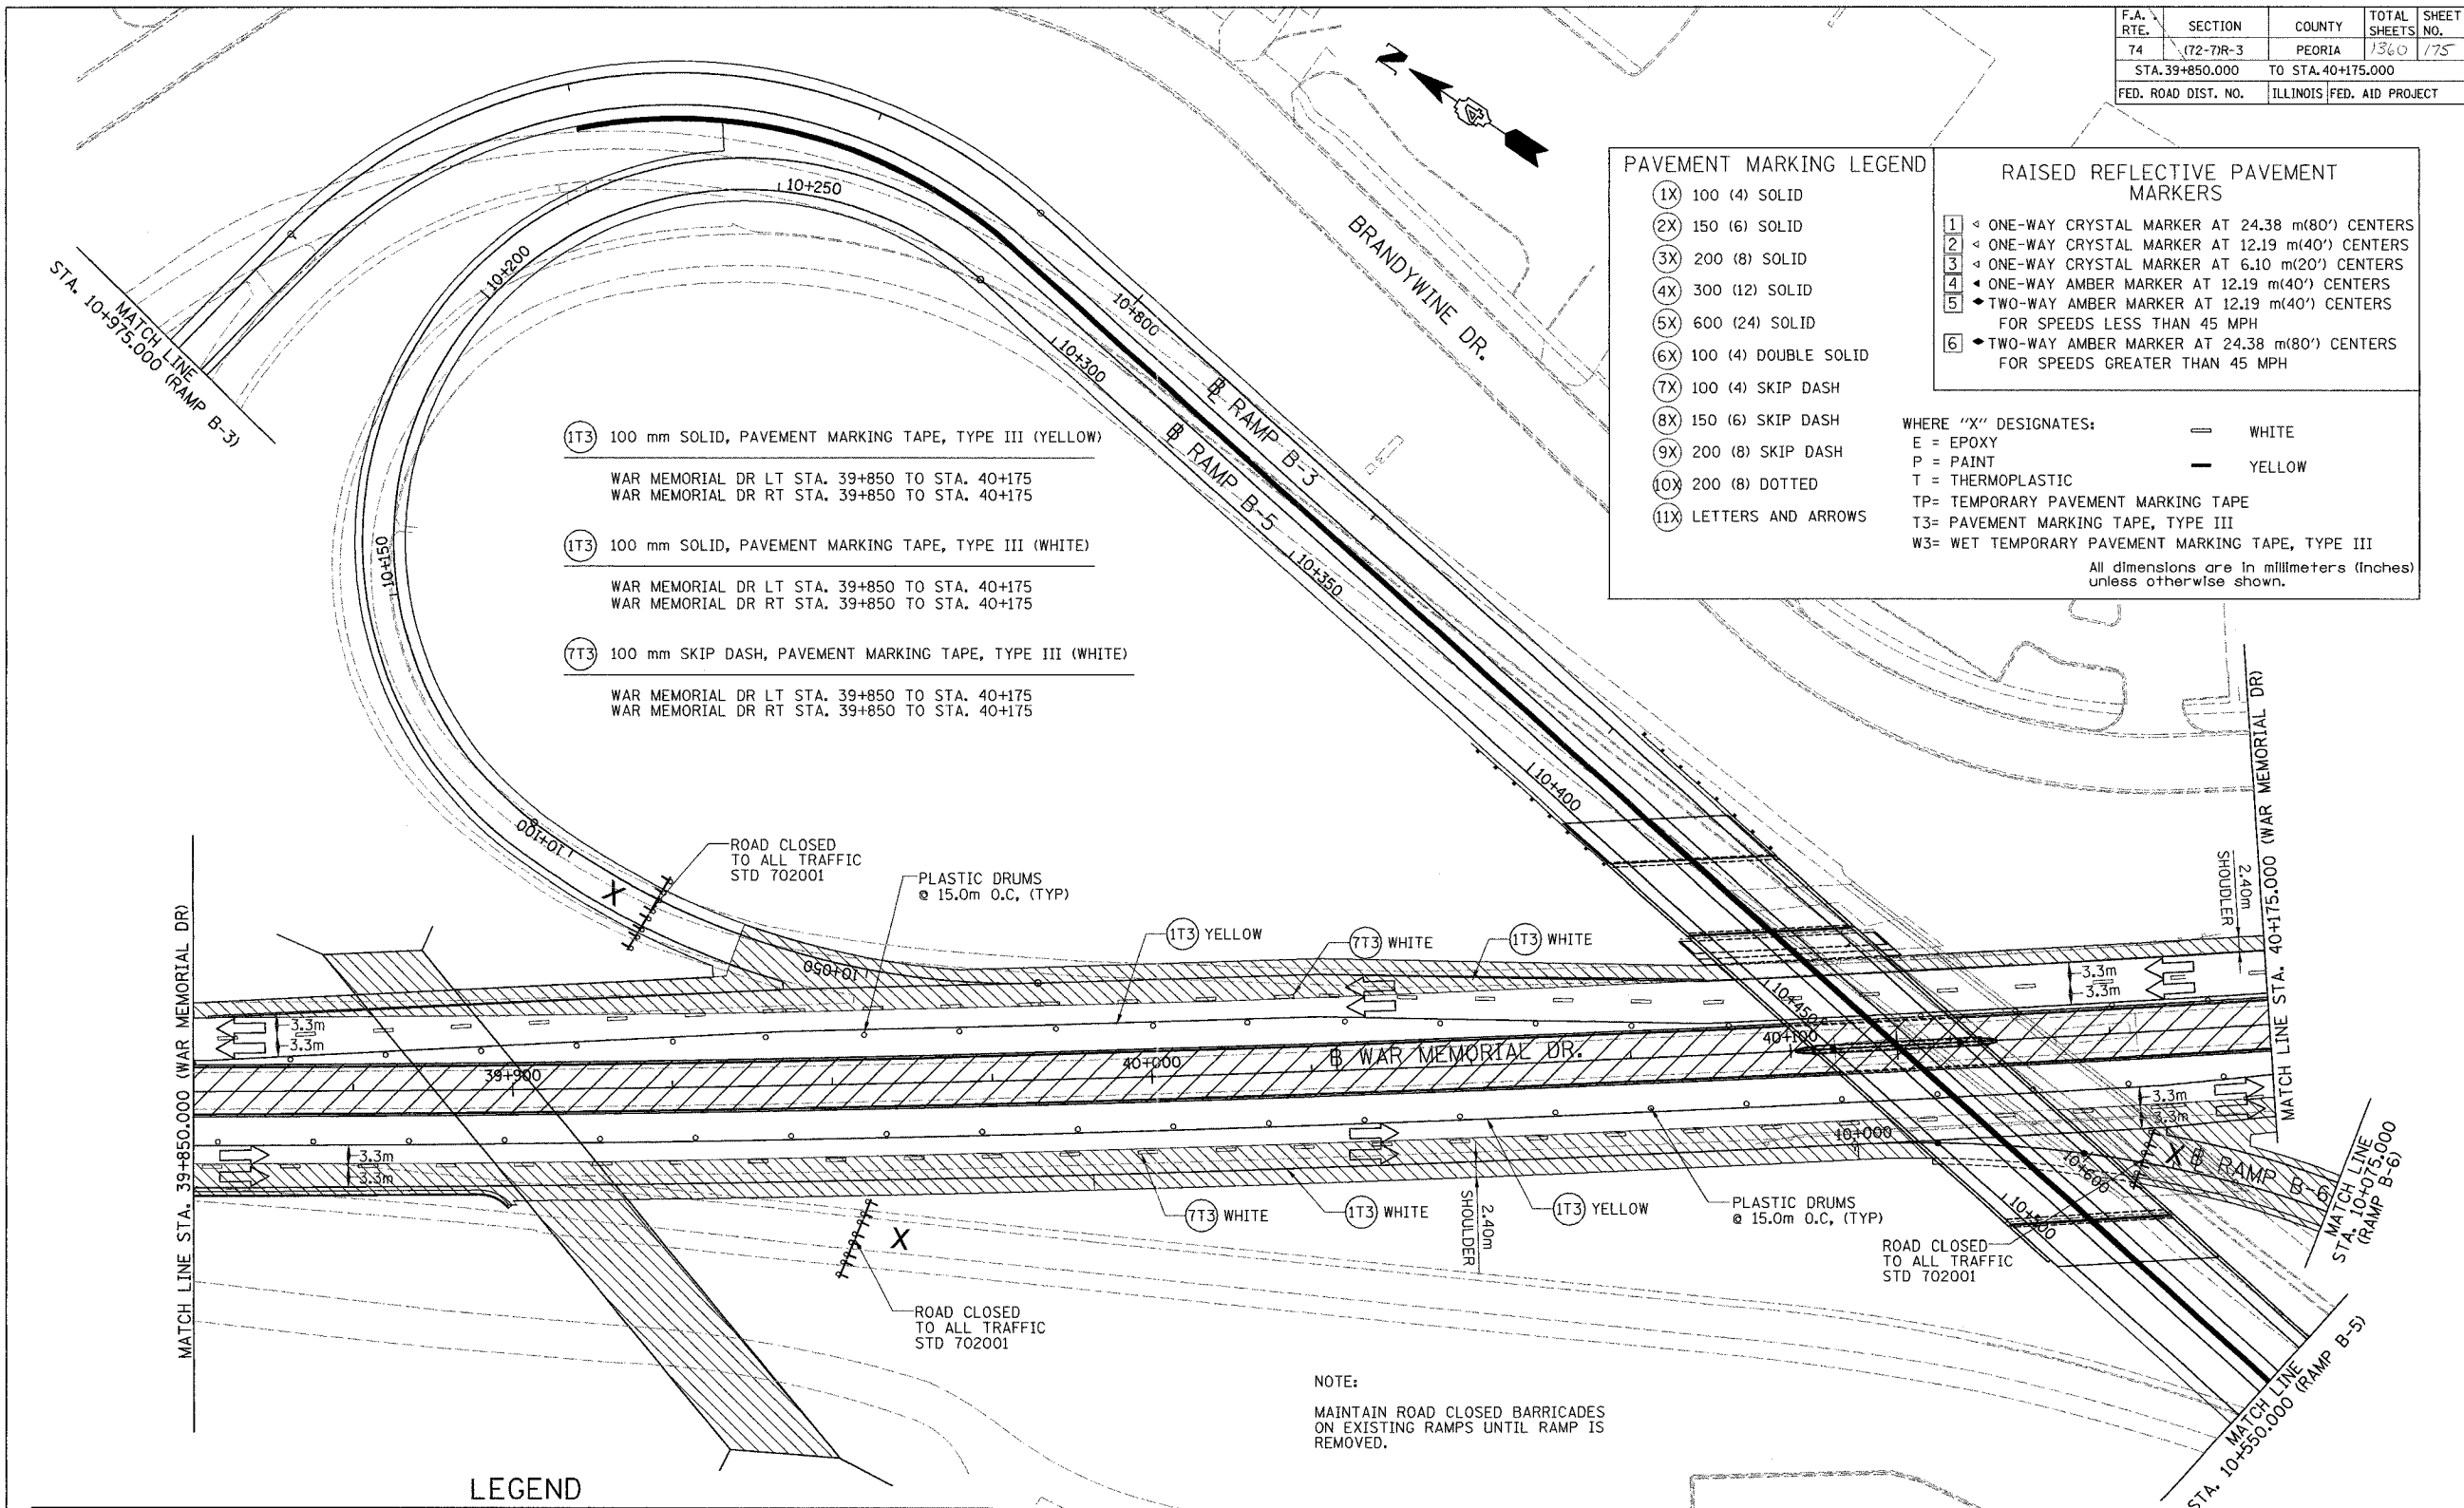 F.A. RTE. SECTION COUNTY TOTAL SHEETS SHEET NO.
74 (72-7)R-3 PEORIA 1360 175
STA. 39+850.000 TO STA. 40+175.000
FED. ROAD DIST. NO. ILLINOIS FED. AID PROJECT
N
BRANDYWINE DR.
PAVEMENT MARKING LEGEND
1X 100 (4) SOLID
2X 150 (6) SOLID
3X 200 (8) SOLID
4X 300 (12) SOLID
5X 600 (24) SOLID
6X 100 (4) DOUBLE SOLID
7X 100 (4) SKIP DASH
8X 150 (6) SKIP DASH
9X 200 (8) SKIP DASH
10X 200 (8) DOTTED
11X LETTERS AND ARROWS
RAISED REFLECTIVE PAVEMENT
MARKERS
1 ONE-WAY CRYSTAL MARKER AT 24.38 m(80') CENTERS
2 ONE-WAY CRYSTAL MARKER AT 12.19 m(40') CENTERS
3 ONE-WAY CRYSTAL MARKER AT 6.10 m(20') CENTERS
4 ONE-WAY AMBER MARKER AT 12.19 m(40') CENTERS
5 TWO-WAY AMBER MARKER AT 12.19 m(40') CENTERS
FOR SPEEDS LESS THAN 45 MPH
6 TWO-WAY AMBER MARKER AT 24.38 m(80') CENTERS
FOR SPEEDS GREATER THAN 45 MPH
WHERE "X" DESIGNATES:
E = EPOXY
P = PAINT
T = THERMOPLASTIC
TP= TEMPORARY PAVEMENT MARKING TAPE
T3= PAVEMENT MARKING TAPE, TYPE III
W3= WET TEMPORARY PAVEMENT MARKING TAPE, TYPE III
WHITE
YELLOW
All dimensions are in millimeters (inches)
unless otherwise shown.
MATCH LINE
STA. 10+975.000 (RAMP B-3)
10+250
10+200
10+150
10+100
10+050
10+800
10+300
10+350
10+400
10+450
10+500
10+600
℄ RAMP B-3
℄ RAMP B-5
1T3 100 mm SOLID, PAVEMENT MARKING TAPE, TYPE III (YELLOW)
WAR MEMORIAL DR LT STA. 39+850 TO STA. 40+175
WAR MEMORIAL DR RT STA. 39+850 TO STA. 40+175
1T3 100 mm SOLID, PAVEMENT MARKING TAPE, TYPE III (WHITE)
WAR MEMORIAL DR LT STA. 39+850 TO STA. 40+175
WAR MEMORIAL DR RT STA. 39+850 TO STA. 40+175
7T3 100 mm SKIP DASH, PAVEMENT MARKING TAPE, TYPE III (WHITE)
WAR MEMORIAL DR LT STA. 39+850 TO STA. 40+175
WAR MEMORIAL DR RT STA. 39+850 TO STA. 40+175
ROAD CLOSED
TO ALL TRAFFIC
STD 702001
X
PLASTIC DRUMS
@ 15.0m O.C. (TYP)
1T3 YELLOW
7T3 WHITE
1T3 WHITE
2.40m
SHOUDLER
MATCH LINE STA. 40+175.000 (WAR MEMORIAL DR)
MATCH LINE STA. 39+850.000 (WAR MEMORIAL DR)
3.3m
3.3m
3.3m
3.3m
39+900
40+000
℄ WAR MEMORIAL DR.
40+100
3.3m
3.3m
3.3m
3.3m
10+000
7T3 WHITE
1T3 WHITE
2.40m
SHOULDER
1T3 YELLOW
PLASTIC DRUMS
@ 15.0m O.C. (TYP)
X
ROAD CLOSED
TO ALL TRAFFIC
STD 702001
X ℄ RAMP B-6
ROAD CLOSED
TO ALL TRAFFIC
STD 702001
MATCH LINE
STA. 10+075.000
(RAMP B-6)
MATCH LINE
STA. 10+550.000 (RAMP B-5)
NOTE:
MAINTAIN ROAD CLOSED BARRICADES
ON EXISTING RAMPS UNTIL RAMP IS
REMOVED.
LEGEND